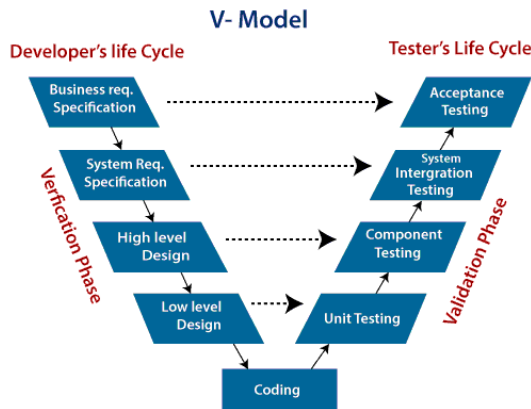 V- Model
Developer's life Cycle
Tester's Life Cycle
Business req.
Specification
Acceptance
Testing
System Req.
Specification
System
Intergration
Testing
High level
Design
Component
Testing
Low level
Design
Unit Testing
Coding
Verfication Phase
Validation Phase